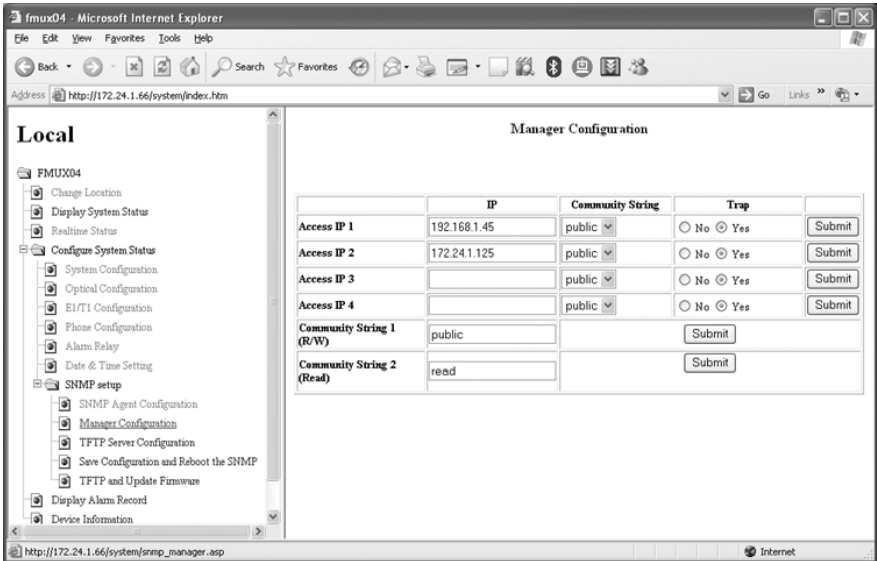 fmux04 - Microsoft Internet Explorer
File Edit View Favorites Tools Help
Back Search Favorites
Address http://172.24.1.66/system/index.htm Go Links »
Local
FMUX04
Change Location
Display System Status
Realtime Status
Configure System Status
System Configuration
Optical Configuration
E1/T1 Configuration
Phone Configuration
Alarm Relay
Date & Time Setting
SNMP setup
SNMP Agent Configuration
Manager Configuration
TFTP Server Configuration
Save Configuration and Reboot the SNMP
TFTP and Update Firmware
Display Alarm Record
Device Information
Manager Configuration
IP Community String Trap
Access IP 1 192.168.1.45 public No Yes Submit
Access IP 2 172.24.1.125 public No Yes Submit
Access IP 3 public No Yes Submit
Access IP 4 public No Yes Submit
Community String 1
(R/W) public Submit
Community String 2
(Read) read Submit
http://172.24.1.66/system/snmp_manager.asp Internet